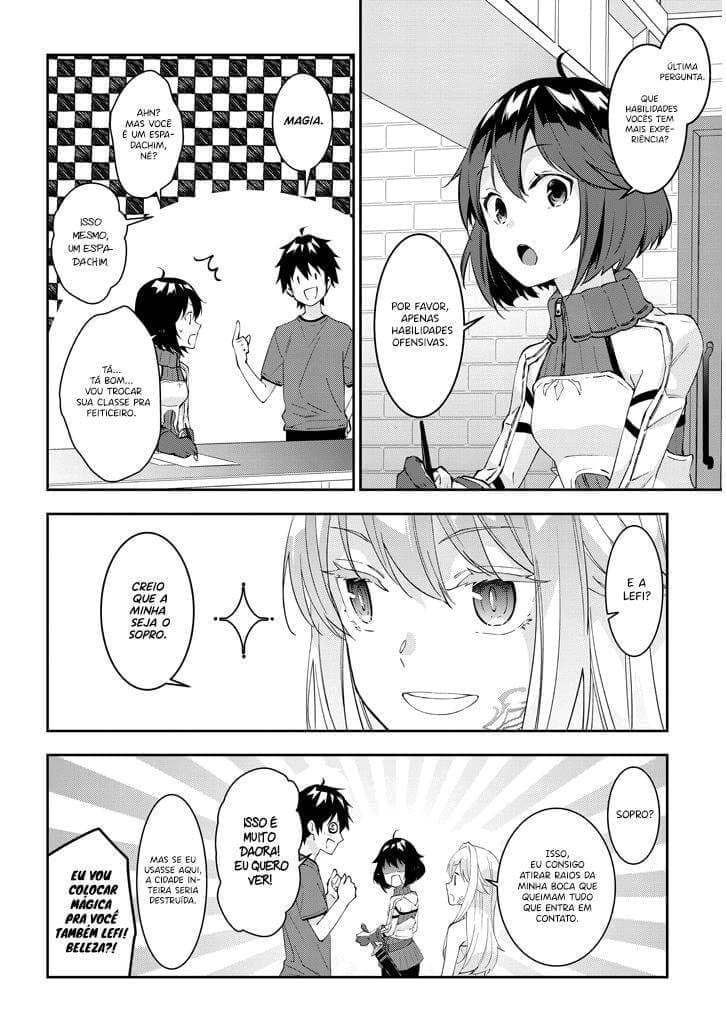 ÚLTIMA
PERGUNTA.
QUE
HABILIDADES
VOCÊS TEM
MAIS EXPE-
RIÊNCIA?
POR FAVOR,
APENAS
HABILIDADES
OFENSIVAS.
MAGIA.
AHN?
MAS VOCÊ
É UM ESPA-
DACHIM,
NÉ?
ISSO
MESMO,
UM ESPA-
DACHIM.
TÁ...
TÁ BOM...
VOU TROCAR
SUA CLASSE PRA
FEITICEIRO.
E A
LEFI?
CREIO
QUE A
MINHA
SEJA O
SOPRO.
SOPRO?
ISSO,
EU CONSIGO
ATIRAR RAIOS DA
MINHA BOCA QUE
QUEIMAM TUDO
QUE ENTRA EM
CONTATO.
ISSO É
MUITO
DAORA!
EU QUERO
VER!
MAS SE EU
USASSE AQUI,
A CIDADE IN-
TEIRA SERIA
DESTRUÍDA.
EU VOU
COLOCAR
MÁGICA
PRA VOCÊ
TAMBÉM LEFI!
BELEZA?!